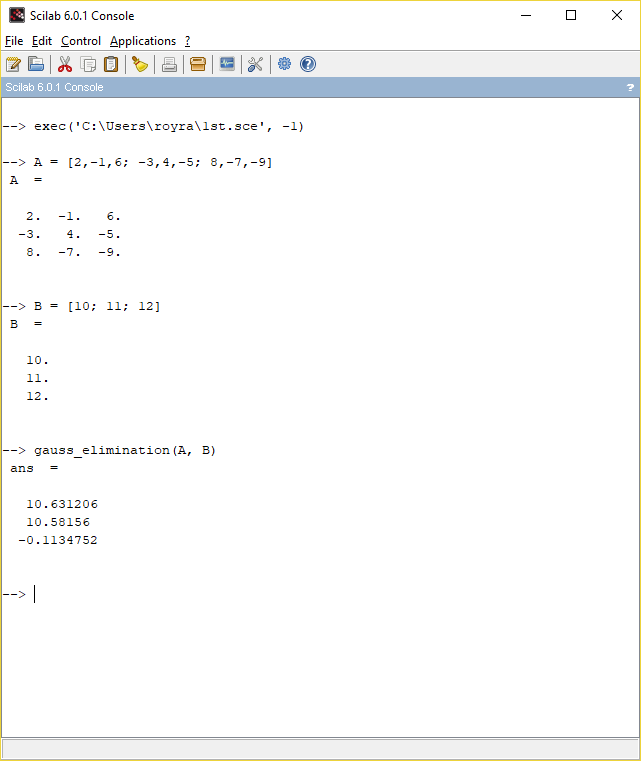 Scilab 6.0.1 Console
File Edit Control Applications ?
Scilab 6.0.1 Console ?
--> exec('C:\Users\royra\1st.sce', -1)
--> A = [2,-1,6; -3,4,-5; 8,-7,-9]
A =
2. -1. 6.
-3. 4. -5.
8. -7. -9.
--> B = [10; 11; 12]
B =
10.
11.
12.
--> gauss_elimination(A, B)
ans =
10.631206
10.58156
-0.1134752
-->